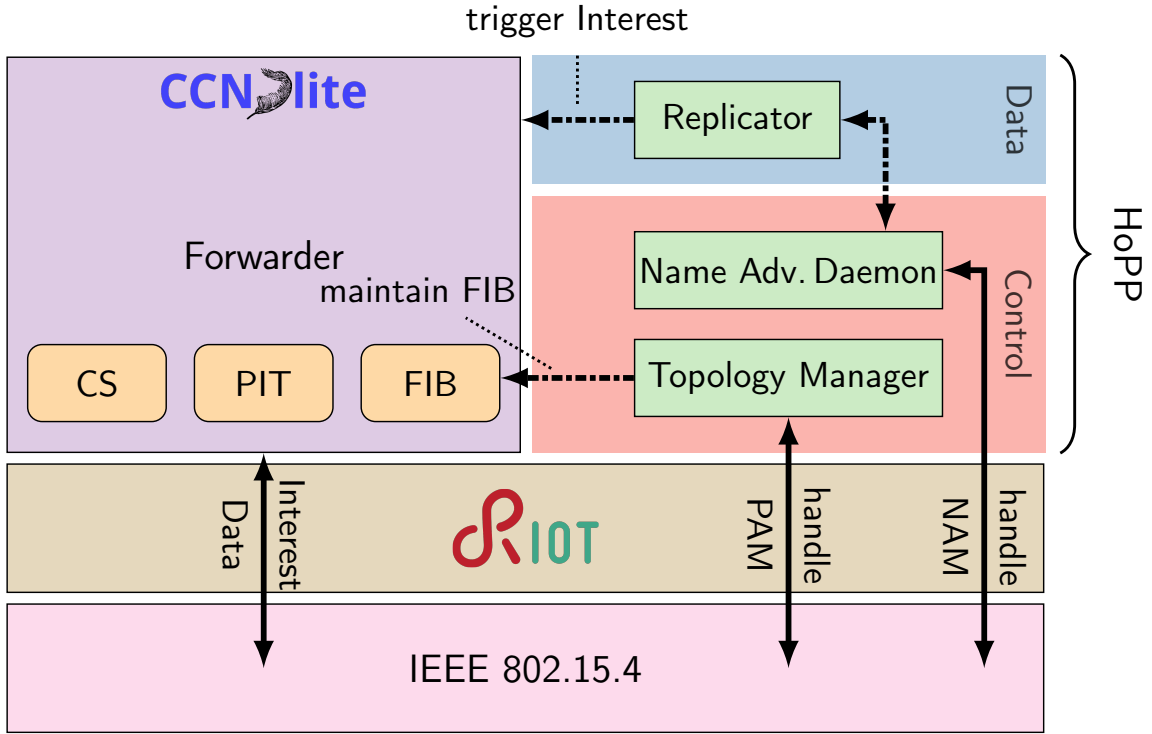 trigger Interest
CCN lite
Replicator
Data
Forwarder
maintain FIB
Name Adv. Daemon
Control
HoPP
CS
PIT
FIB
Topology Manager
Interest
Data
RIOT
handle
PAM
handle
NAM
IEEE 802.15.4